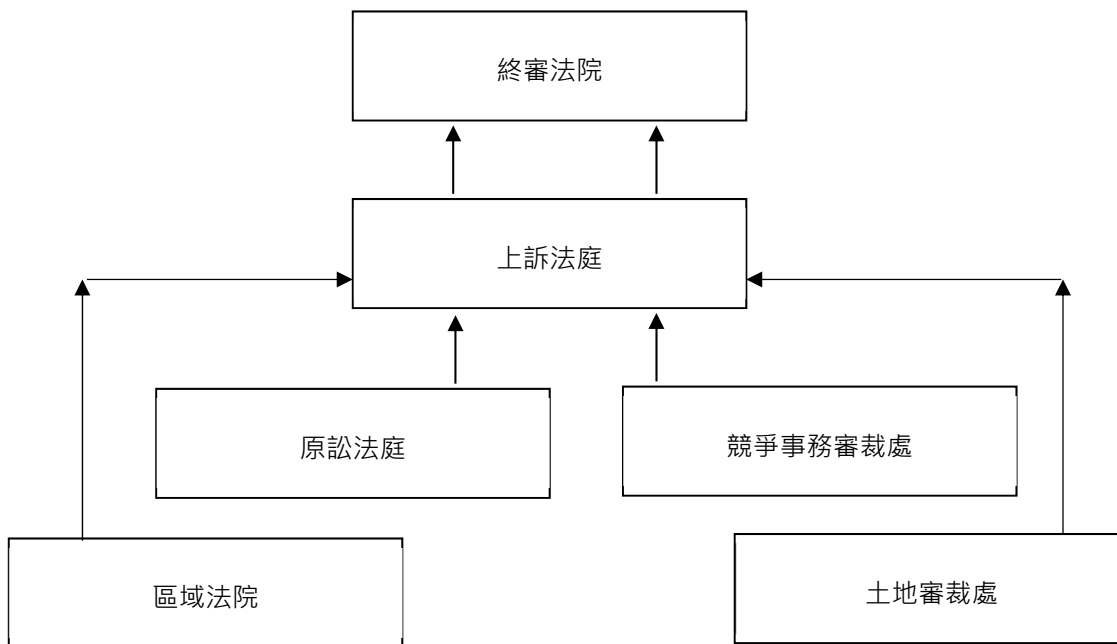 終審法院
上訴法庭
原訟法庭
競爭事務審裁處
區域法院
土地審裁處